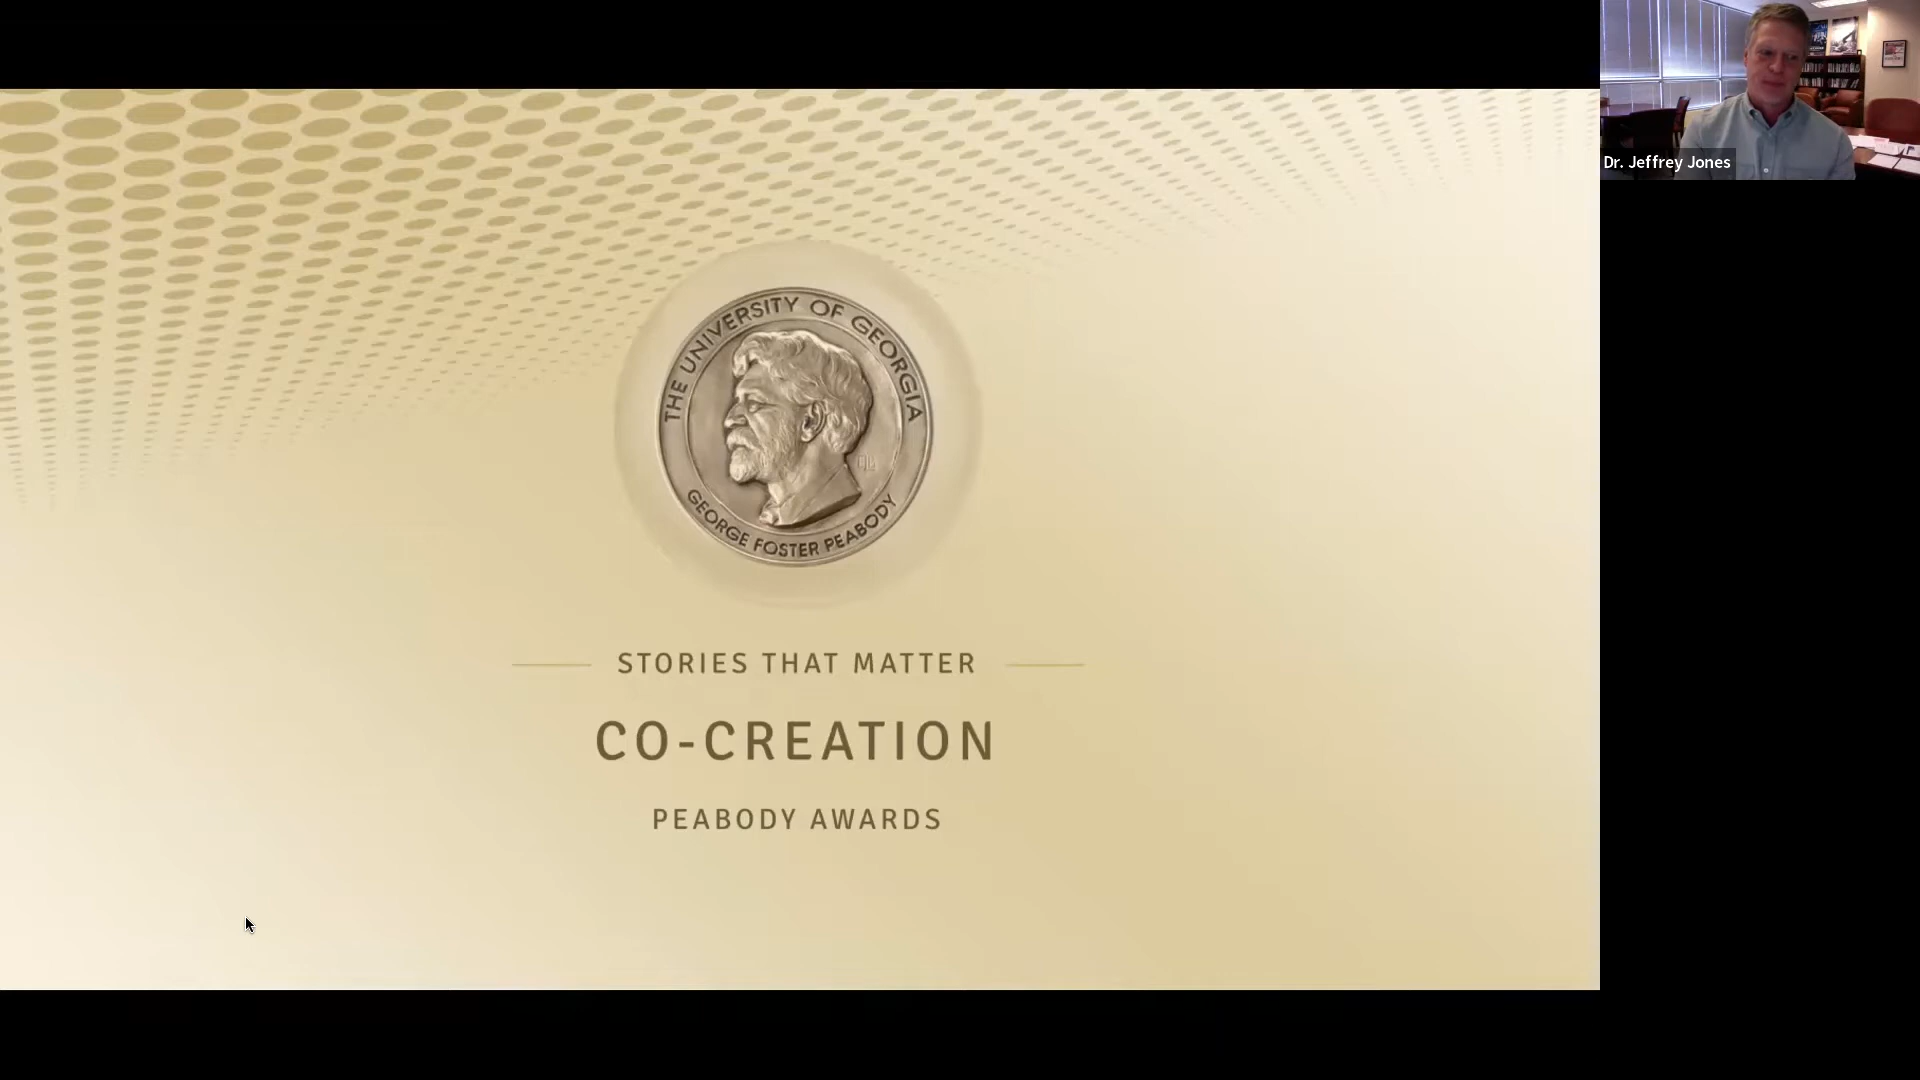 THE UNIVERSITY OF GEORGIA
GEORGE FOSTER PEABODY
STORIES THAT MATTER
CO-CREATION
PEABODY AWARDS
Dr. Jeffrey Jones